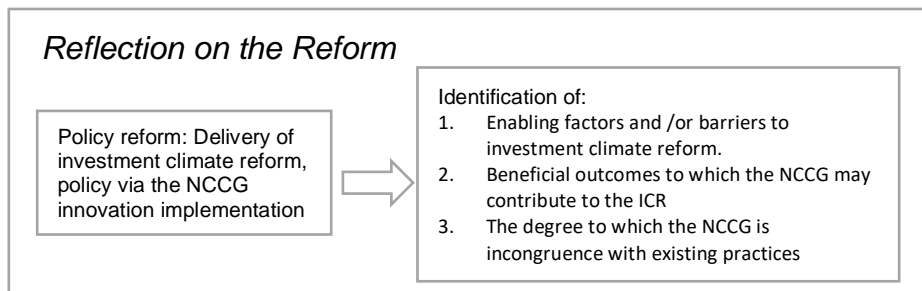 Reflection on the Reform
Policy reform: Delivery of
investment climate reform,
policy via the NCCG
innovation implementation
Identification of:
1. Enabling factors and /or barriers to
investment climate reform.
2. Beneficial outcomes to which the NCCG may
contribute to the ICR
3. The degree to which the NCCG is
incongruence with existing practices